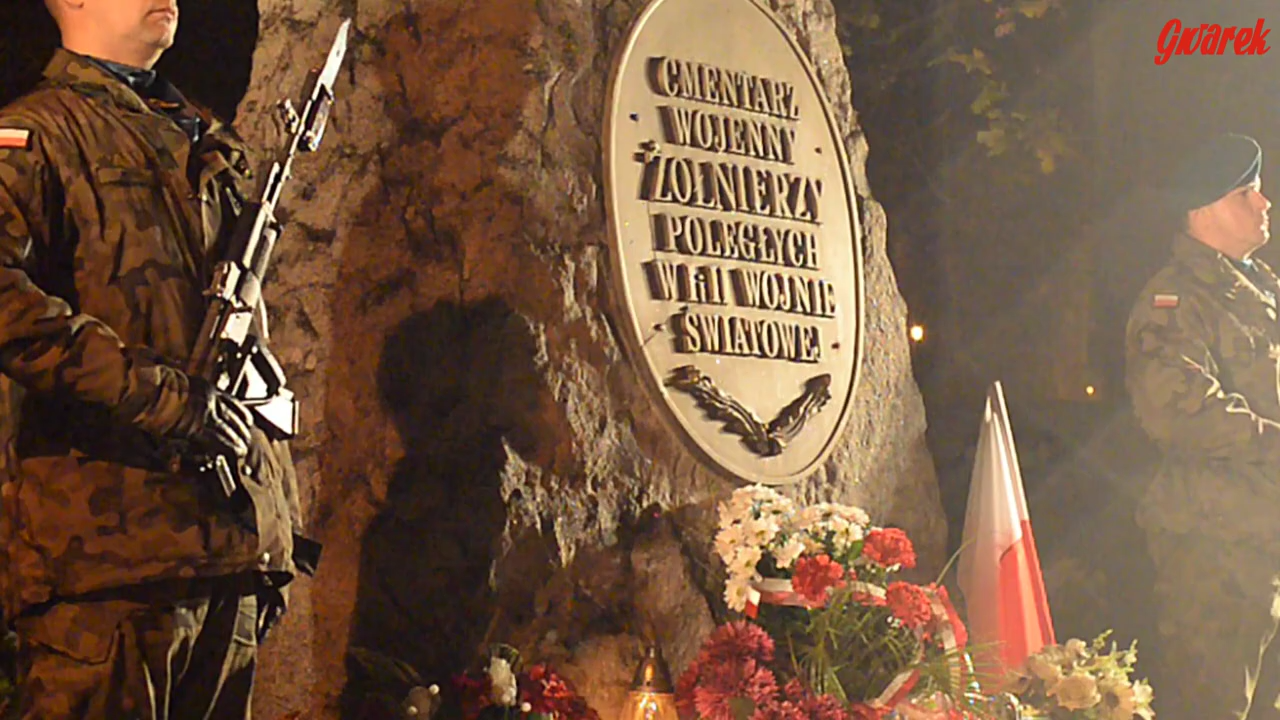 Gwarek
CMENTARZ
WOJENNY
ŻOŁNIERZY
POLEGŁYCH
W I i II WOJNIE
ŚWIATOWEJ